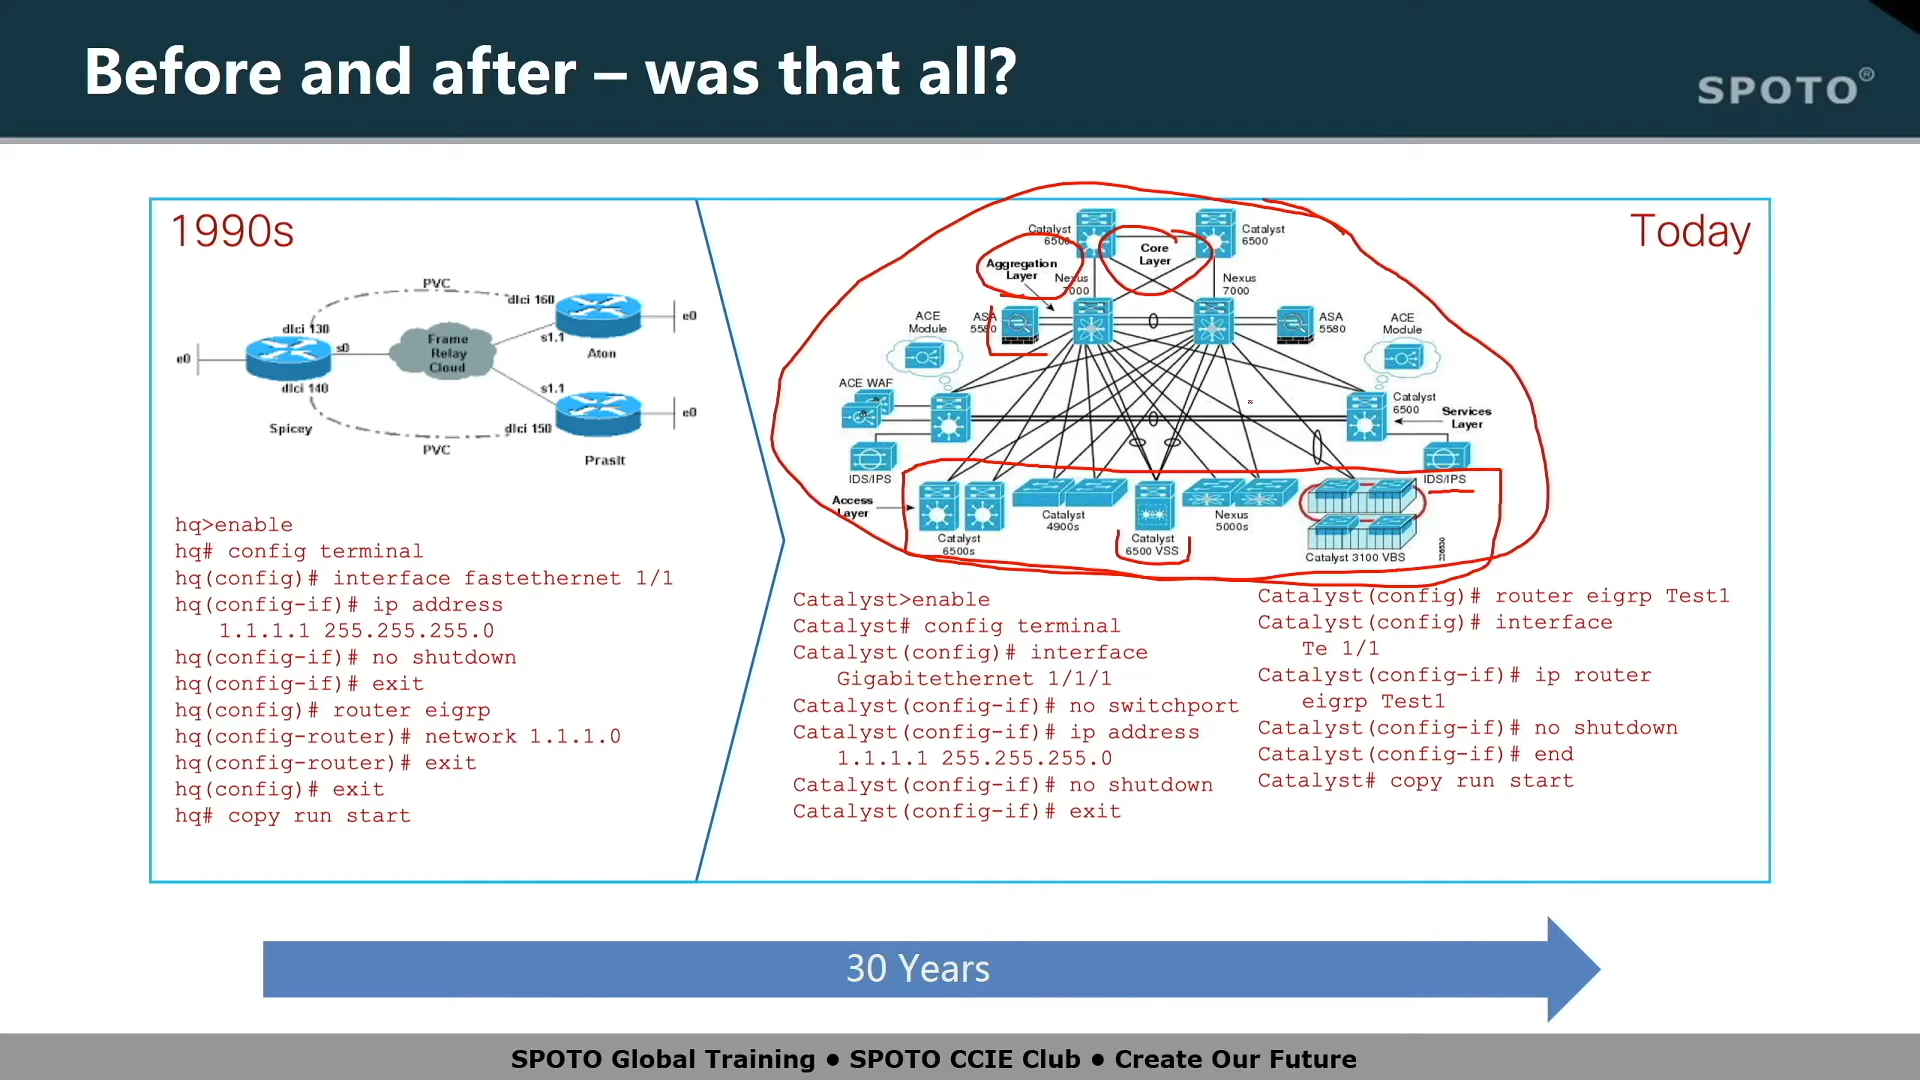 Before and after – was that all?
SPOTO®
1990s
PVC
dlci 160
e0
dlci 130
s0
e0
Frame
Relay
Cloud
s1.1
Aton
dlci 140
s1.1
e0
Spicey
dlci 150
PVC
Prasit
hq>enable
hq# config terminal
hq(config)# interface fastethernet 1/1
hq(config-if)# ip address
1.1.1.1 255.255.255.0
hq(config-if)# no shutdown
hq(config-if)# exit
hq(config)# router eigrp
hq(config-router)# network 1.1.1.0
hq(config-router)# exit
hq(config)# exit
hq# copy run start
Today
Catalyst
6500
Core
Layer
Catalyst
6500
Aggregation
Layer
Nexus
7000
Nexus
7000
ACE
Module
ASA
5580
ASA
5580
ACE
Module
ACE WAF
Catalyst
6500
Services
Layer
IDS/IPS
IDS/IPS
Access
Layer
Catalyst
6500s
Catalyst
4900s
Catalyst
6500 VSS
Nexus
5000s
Catalyst 3100 VBS
Catalyst>enable
Catalyst# config terminal
Catalyst(config)# interface
Gigabitethernet 1/1/1
Catalyst(config-if)# no switchport
Catalyst(config-if)# ip address
1.1.1.1 255.255.255.0
Catalyst(config-if)# no shutdown
Catalyst(config-if)# exit
Catalyst(config)# router eigrp Test1
Catalyst(config)# interface
Te 1/1
Catalyst(config-if)# ip router
eigrp Test1
Catalyst(config-if)# no shutdown
Catalyst(config-if)# end
Catalyst# copy run start
30 Years
SPOTO Global Training ● SPOTO CCIE Club ● Create Our Future